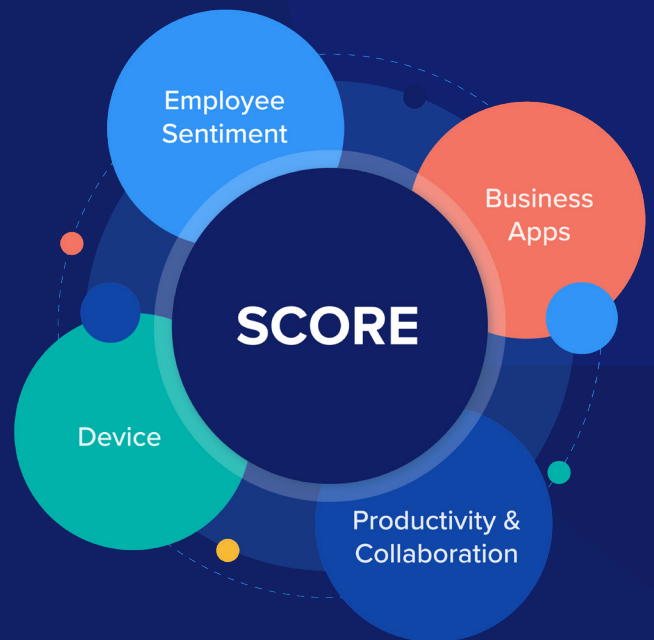 Employee
Sentiment
Business
Apps
SCORE
Device
Productivity &
Collaboration